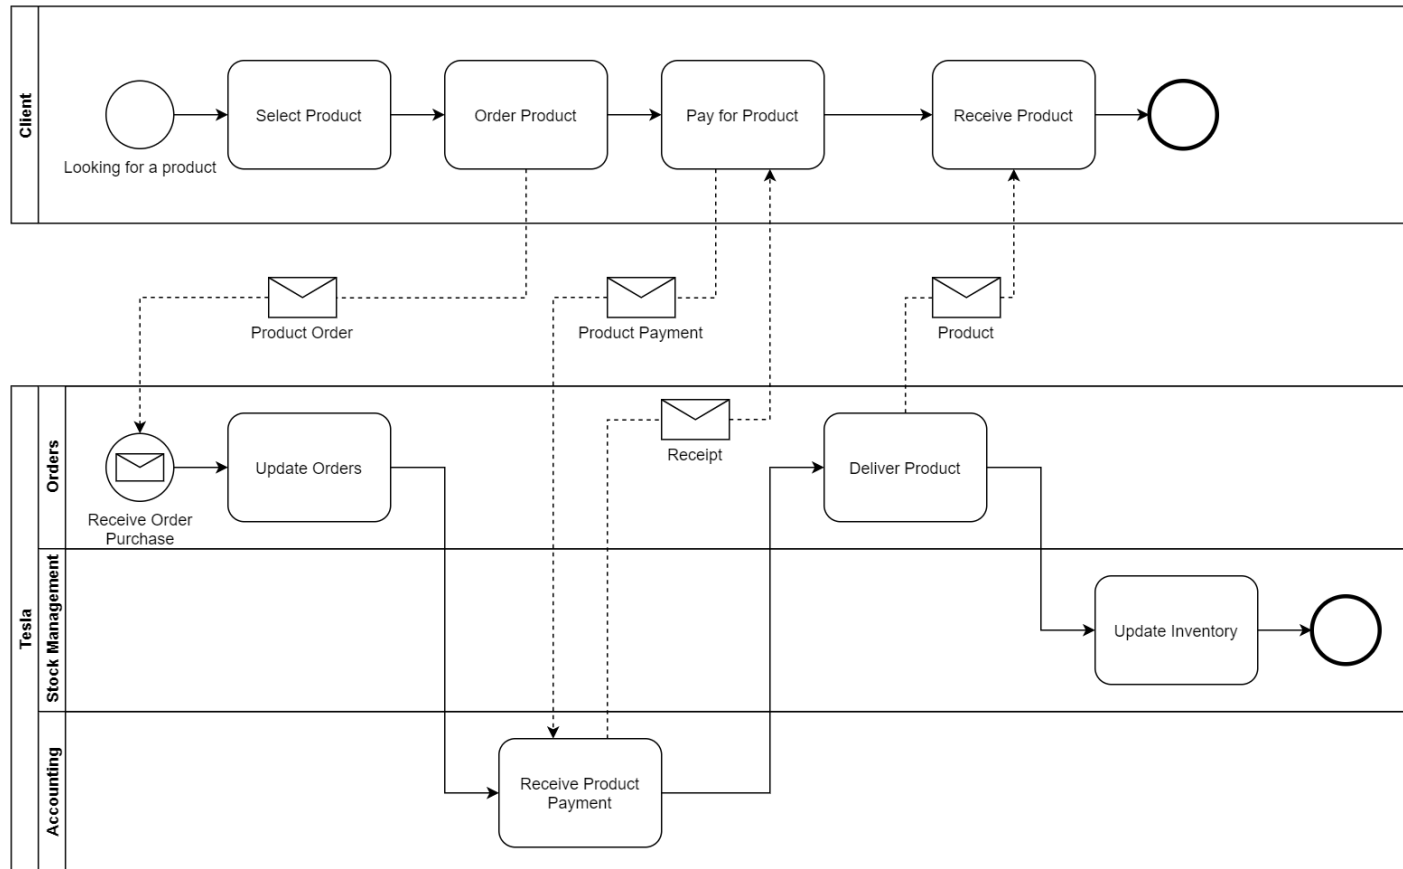 Client
Looking for a product
Select Product
Order Product
Pay for Product
Receive Product
Product Order
Product Payment
Product
Tesla
Orders
Receive Order
Purchase
Update Orders
Receipt
Deliver Product
Stock Management
Update Inventory
Accounting
Receive Product
Payment